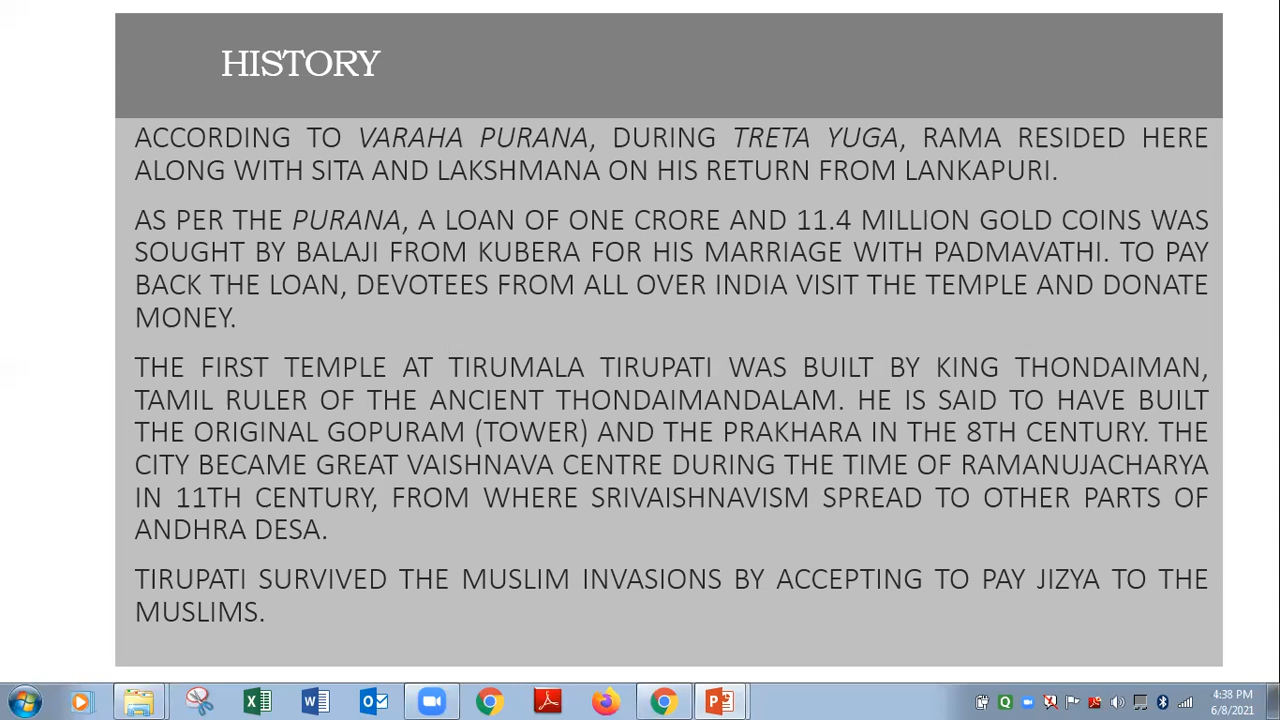 HISTORY
ACCORDING TO VARAHA PURANA, DURING TRETA YUGA, RAMA RESIDED HERE
ALONG WITH SITA AND LAKSHMANA ON HIS RETURN FROM LANKAPURI.
AS PER THE PURANA, A LOAN OF ONE CRORE AND 11.4 MILLION GOLD COINS WAS
SOUGHT BY BALAJI FROM KUBERA FOR HIS MARRIAGE WITH PADMAVATHI. TO PAY
BACK THE LOAN, DEVOTEES FROM ALL OVER INDIA VISIT THE TEMPLE AND DONATE
MONEY.
THE FIRST TEMPLE AT TIRUMALA TIRUPATI WAS BUILT BY KING THONDAIMAN,
TAMIL RULER OF THE ANCIENT THONDAIMANDALAM. HE IS SAID TO HAVE BUILT
THE ORIGINAL GOPURAM (TOWER) AND THE PRAKHARA IN THE 8TH CENTURY. THE
CITY BECAME GREAT VAISHNAVA CENTRE DURING THE TIME OF RAMANUJACHARYA
IN 11TH CENTURY, FROM WHERE SRIVAISHNAVISM SPREAD TO OTHER PARTS OF
ANDHRA DESA.
TIRUPATI SURVIVED THE MUSLIM INVASIONS BY ACCEPTING TO PAY JIZYA TO THE
MUSLIMS.
4:38 PM
6/8/2021